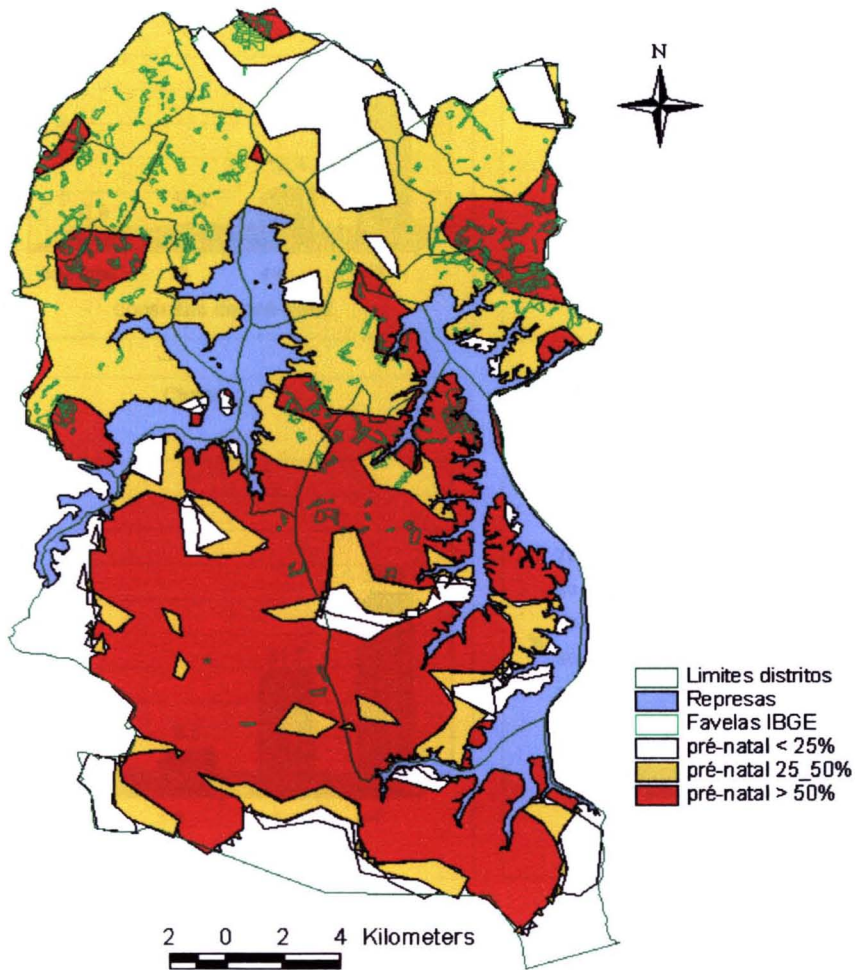 N
Limites distritos
Represas
Favelas IBGE
pré-natal < 25%
pré-natal 25_50%
pré-natal > 50%
2 0 2 4 Kilometers